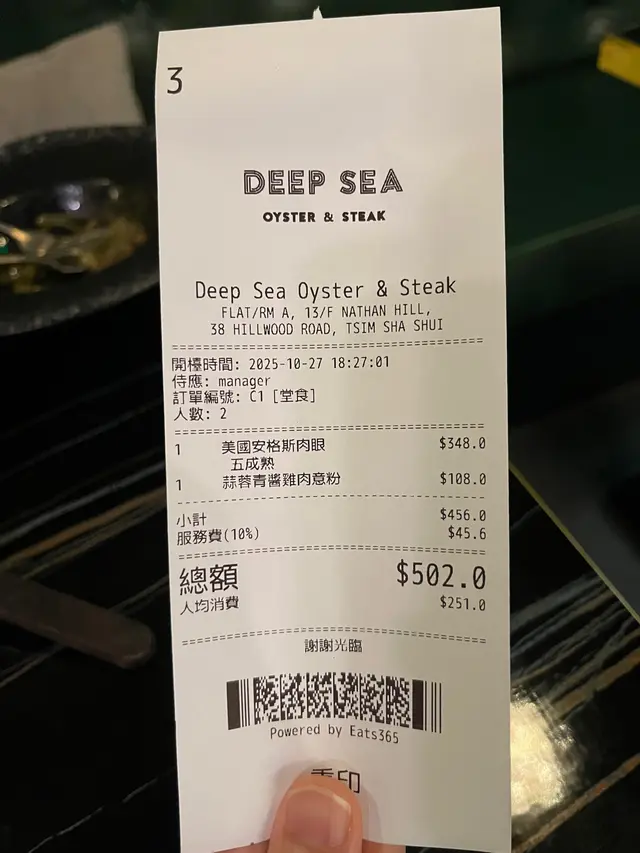 3
DEEP SEA
OYSTER & STEAK
Deep Sea Oyster & Steak
FLAT/RM A, 13/F NATHAN HILL,
38 HILLWOOD ROAD, TSIM SHA SHUI
開檯時間: 2025-10-27 18:27:01
侍應: manager
訂單編號: C1 [堂食]
人數: 2
1 美國安格斯肉眼 $348.0
五成熟
1 蒜蓉青醬雞肉意粉 $108.0
小計 $456.0
服務費(10%) $45.6
總額 $502.0
人均消費 $251.0
謝謝光臨
Powered by Eats365
重印